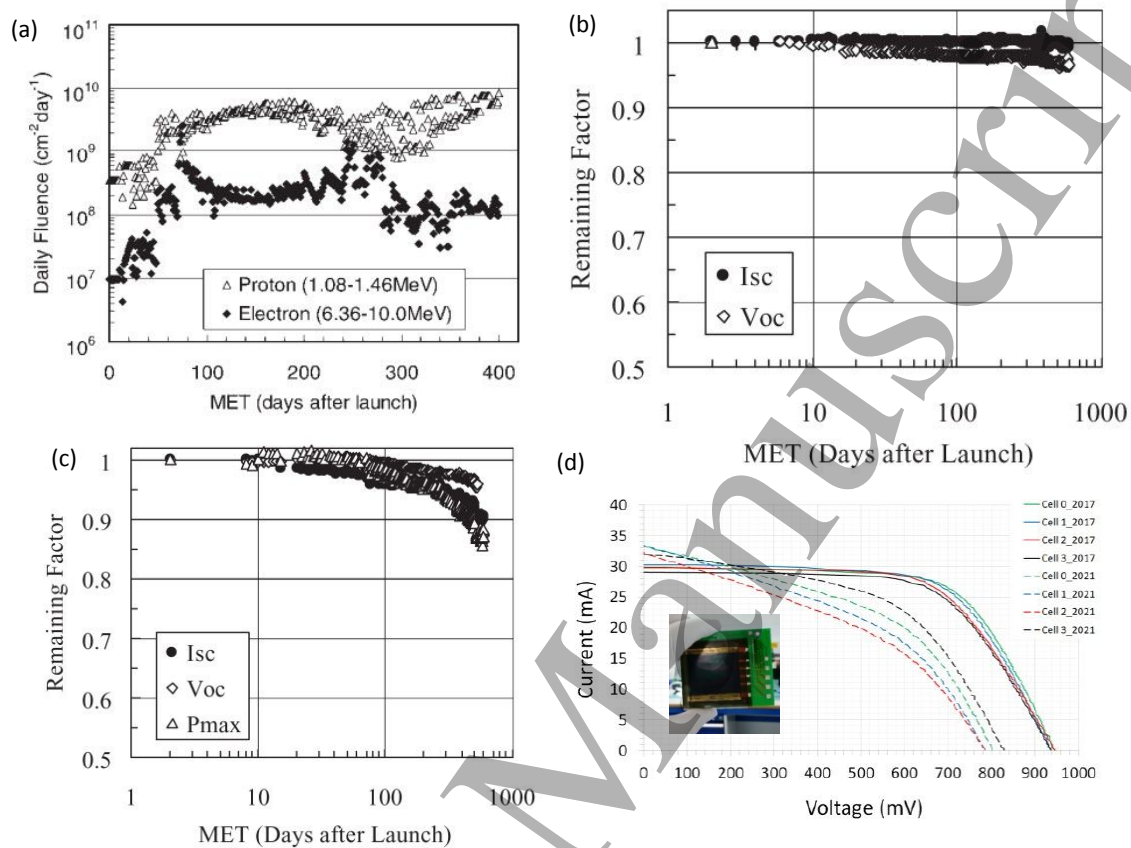 (a)
Daily Fluence (cm-2 day-1)
10^11
10^10
10^9
10^8
10^7
10^6
Proton (1.08-1.46MeV)
Electron (6.36-10.0MeV)
0 100 200 300 400
MET (days after launch)
(b)
Remaining Factor
1
0.9
0.8
0.7
0.6
0.5
Isc
Voc
1 10 100 1000
MET (Days after Launch)
(c)
Remaining Factor
1
0.9
0.8
0.7
0.6
0.5
Isc
Voc
Pmax
1 10 100 1000
MET (Days after Launch)
(d)
Current (mA)
40
35
30
25
20
15
10
5
0
Cell 0_2017
Cell 1_2017
Cell 2_2017
Cell 3_2017
Cell 0_2021
Cell 1_2021
Cell 2_2021
Cell 3_2021
0 100 200 300 400 500 600 700 800 900 1000
Voltage (mV)
Manuscri